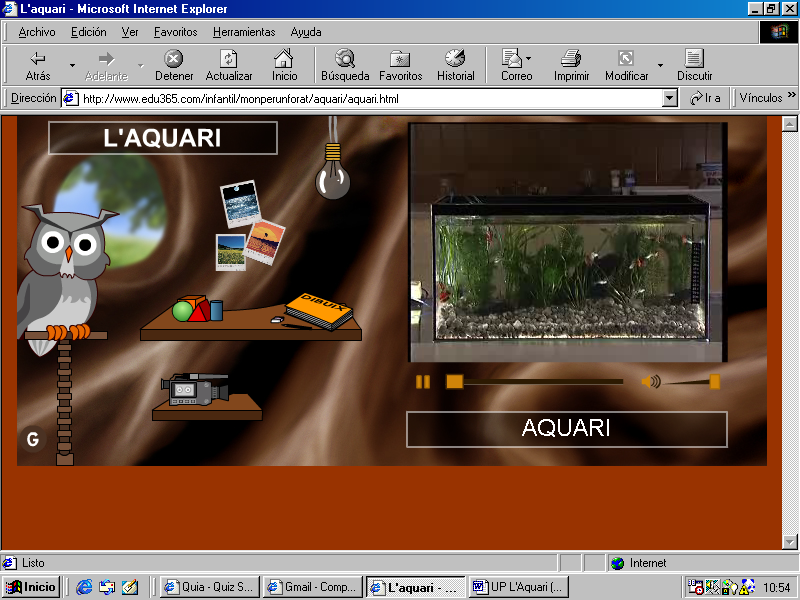 L'aquari - Microsoft Internet Explorer
Archivo Edición Ver Favoritos Herramientas Ayuda
Atrás Adelante Detener Actualizar Inicio Búsqueda Favoritos Historial Correo Imprimir Modificar Discutir
Dirección http://www.edu365.com/infantil/monperunforat/aquari/aquari.html Ir a Vínculos »
L'AQUARI
DIBUIX
G
AQUARI
Listo Internet
Inicio Quia - Quiz S... Gmail - Comp... L'aquari - ... UP L'Aquari (... 10:54